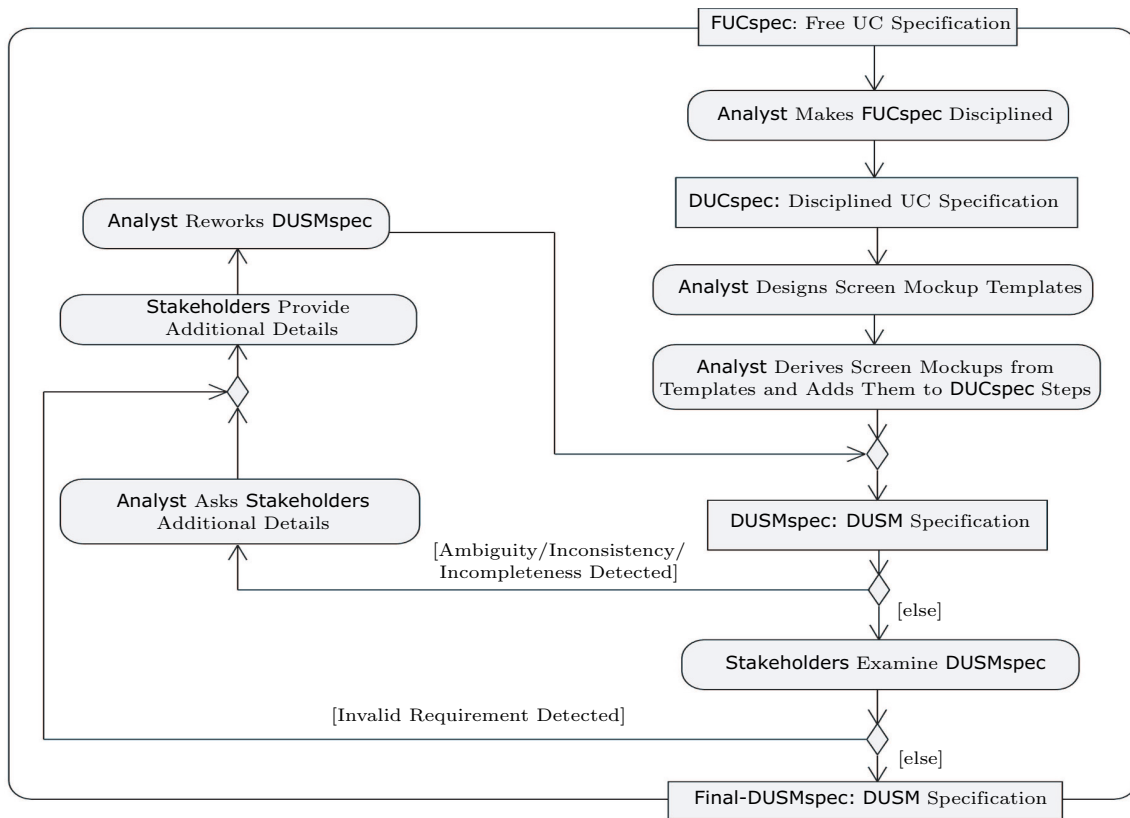 FUCspec: Free UC Specification
Analyst Makes FUCspec Disciplined
DUCspec: Disciplined UC Specification
Analyst Reworks DUSMspec
Analyst Designs Screen Mockup Templates
Stakeholders Provide
Additional Details
Analyst Derives Screen Mockups from
Templates and Adds Them to DUCspec Steps
Analyst Asks Stakeholders
Additional Details
DUSMspec: DUSM Specification
[Ambiguity/Inconsistency/
Incompleteness Detected]
[else]
Stakeholders Examine DUSMspec
[Invalid Requirement Detected]
[else]
Final-DUSMspec: DUSM Specification